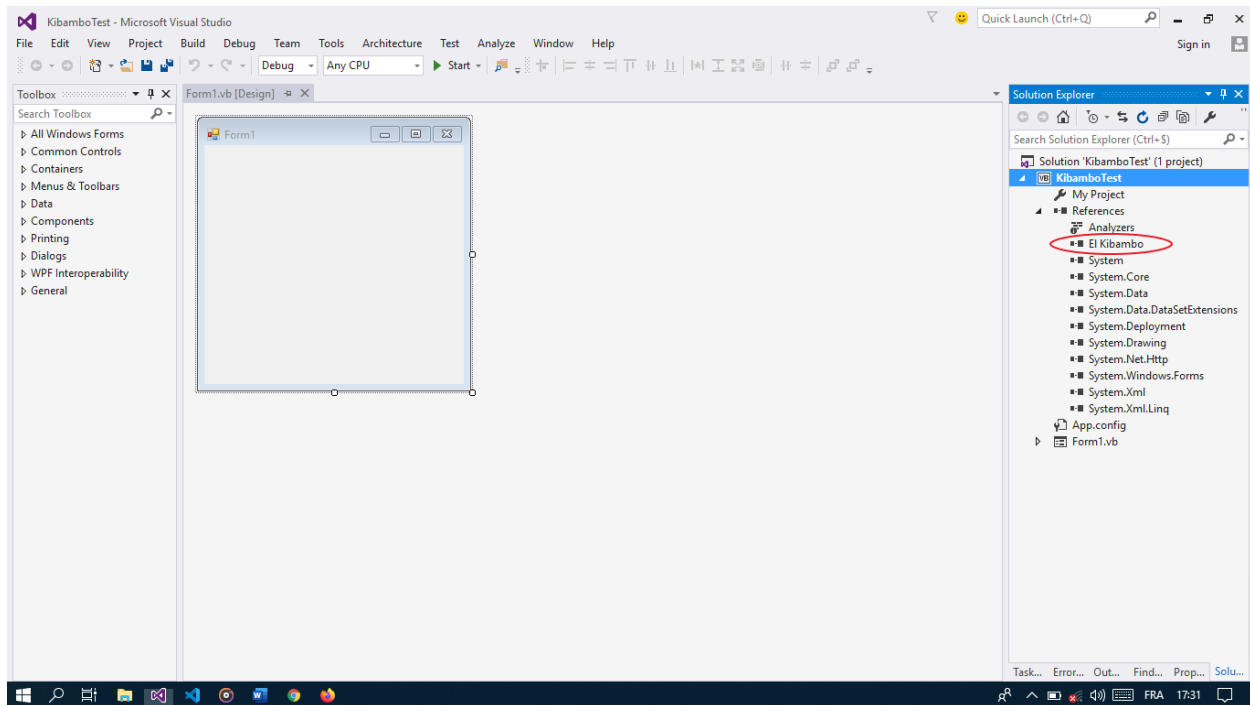 KibamboTest - Microsoft Visual Studio
Quick Launch (Ctrl+Q)
File Edit View Project Build Debug Team Tools Architecture Test Analyze Window Help
Sign in
Debug Any CPU Start
Toolbox
Search Toolbox
All Windows Forms
Common Controls
Containers
Menus & Toolbars
Data
Components
Printing
Dialogs
WPF Interoperability
General
Form1.vb [Design]
Form1
Solution Explorer
Search Solution Explorer (Ctrl+$)
Solution 'KibamboTest' (1 project)
VB KibamboTest
My Project
References
Analyzers
El Kibambo
System
System.Core
System.Data
System.Data.DataSetExtensions
System.Deployment
System.Drawing
System.Net.Http
System.Windows.Forms
System.Xml
System.Xml.Linq
App.config
Form1.vb
Task... Error... Out... Find... Prop... Solu...
FRA 17:31